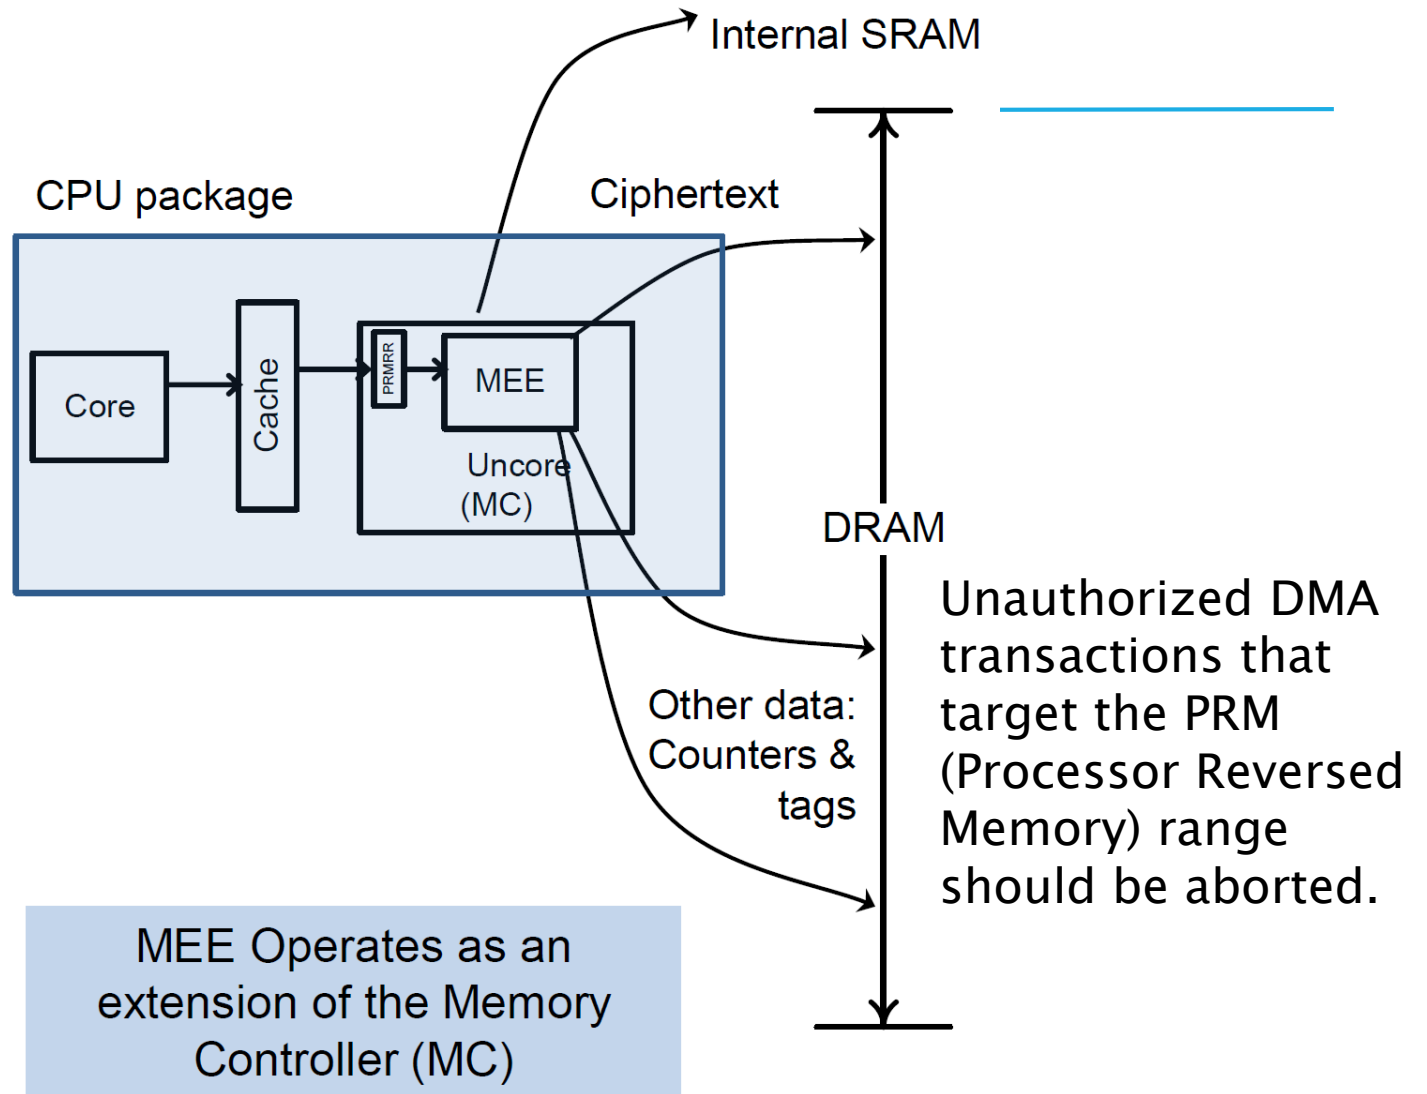 Internal SRAM
CPU package
Ciphertext
Core
Cache
PRMRR
MEE
Uncore
(MC)
DRAM
Unauthorized DMA
transactions that
target the PRM
(Processor Reversed
Memory) range
should be aborted.
Other data:
Counters &
tags
MEE Operates as an
extension of the Memory
Controller (MC)